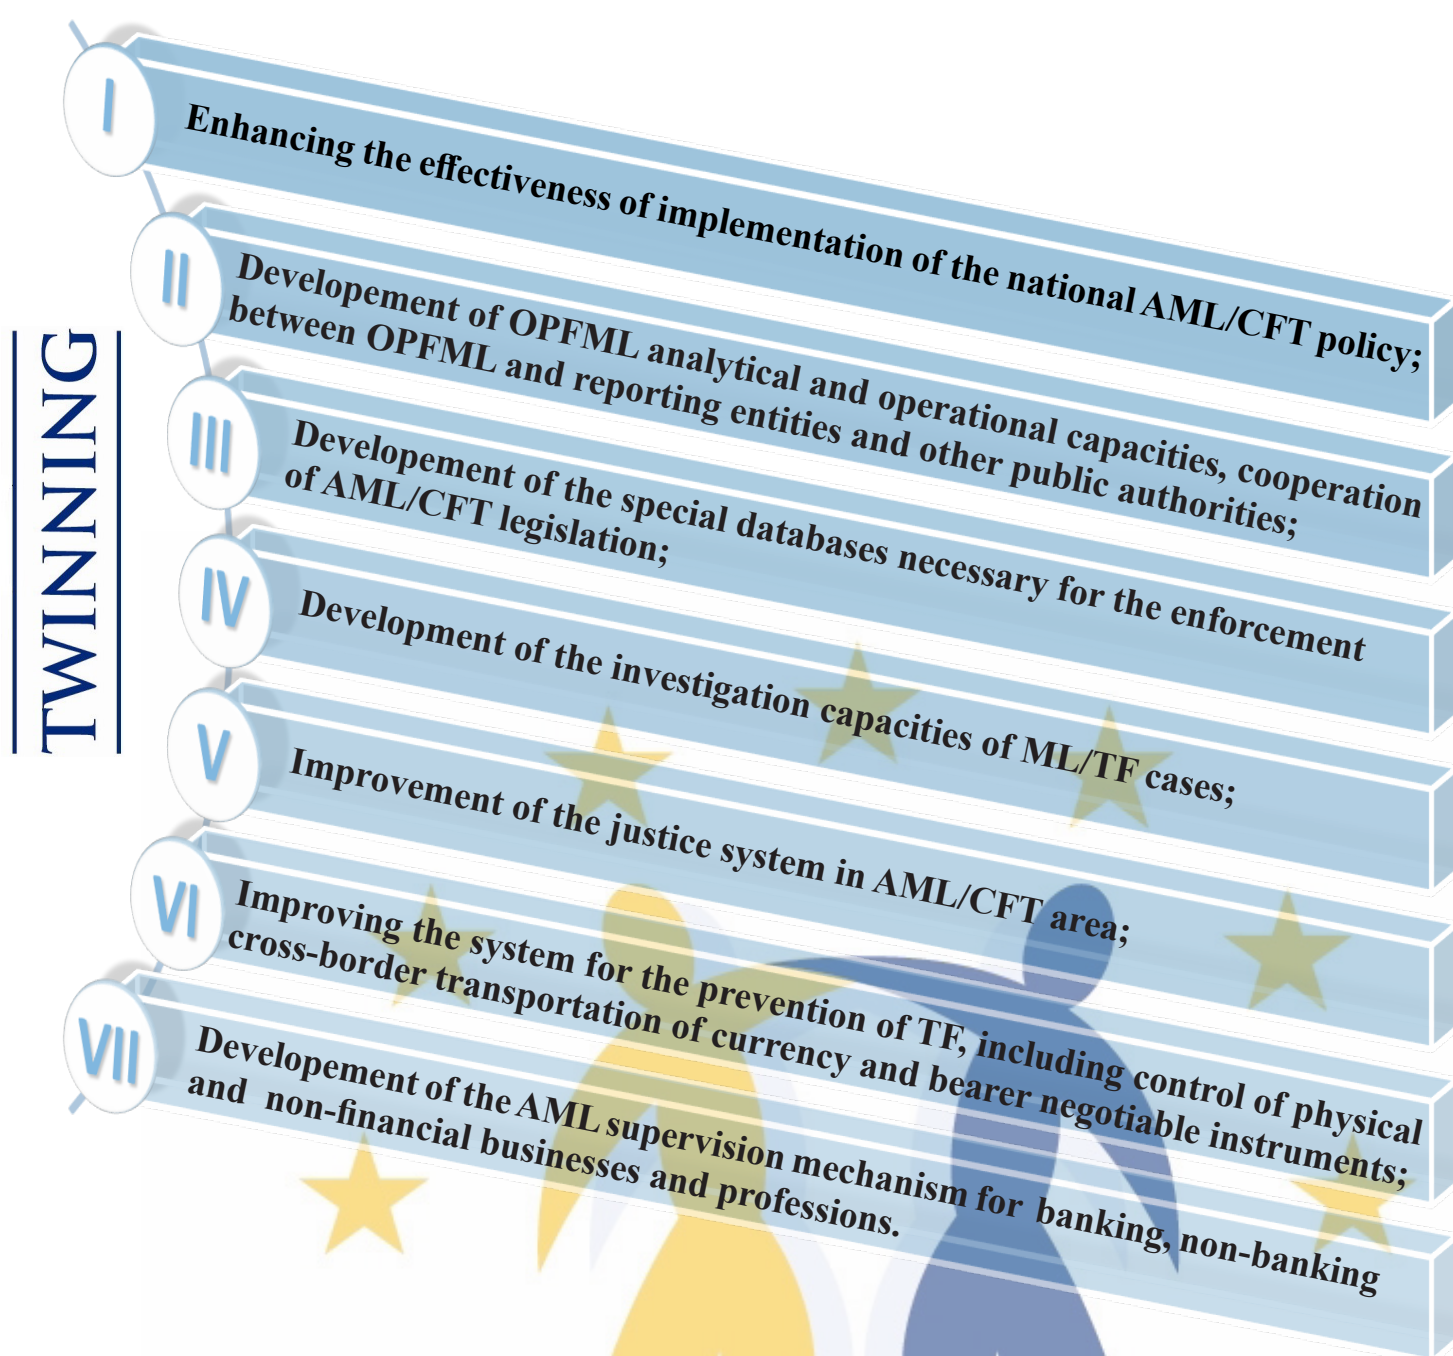 TWINNING
I
Enhancing the effectiveness of implementation of the national AML/CFT policy;
II
Developement of OPFML analytical and operational capacities, cooperation
between OPFML and reporting entities and other public authorities;
III
Developement of the special databases necessary for the enforcement
of AML/CFT legislation;
IV
Development of the investigation capacities of ML/TF cases;
V
Improvement of the justice system in AML/CFT area;
VI
Improving the system for the prevention of TF, including control of physical
cross-border transportation of currency and bearer negotiable instruments;
VII
Developement of the AML supervision mechanism for banking, non-banking
and non-financial businesses and professions.